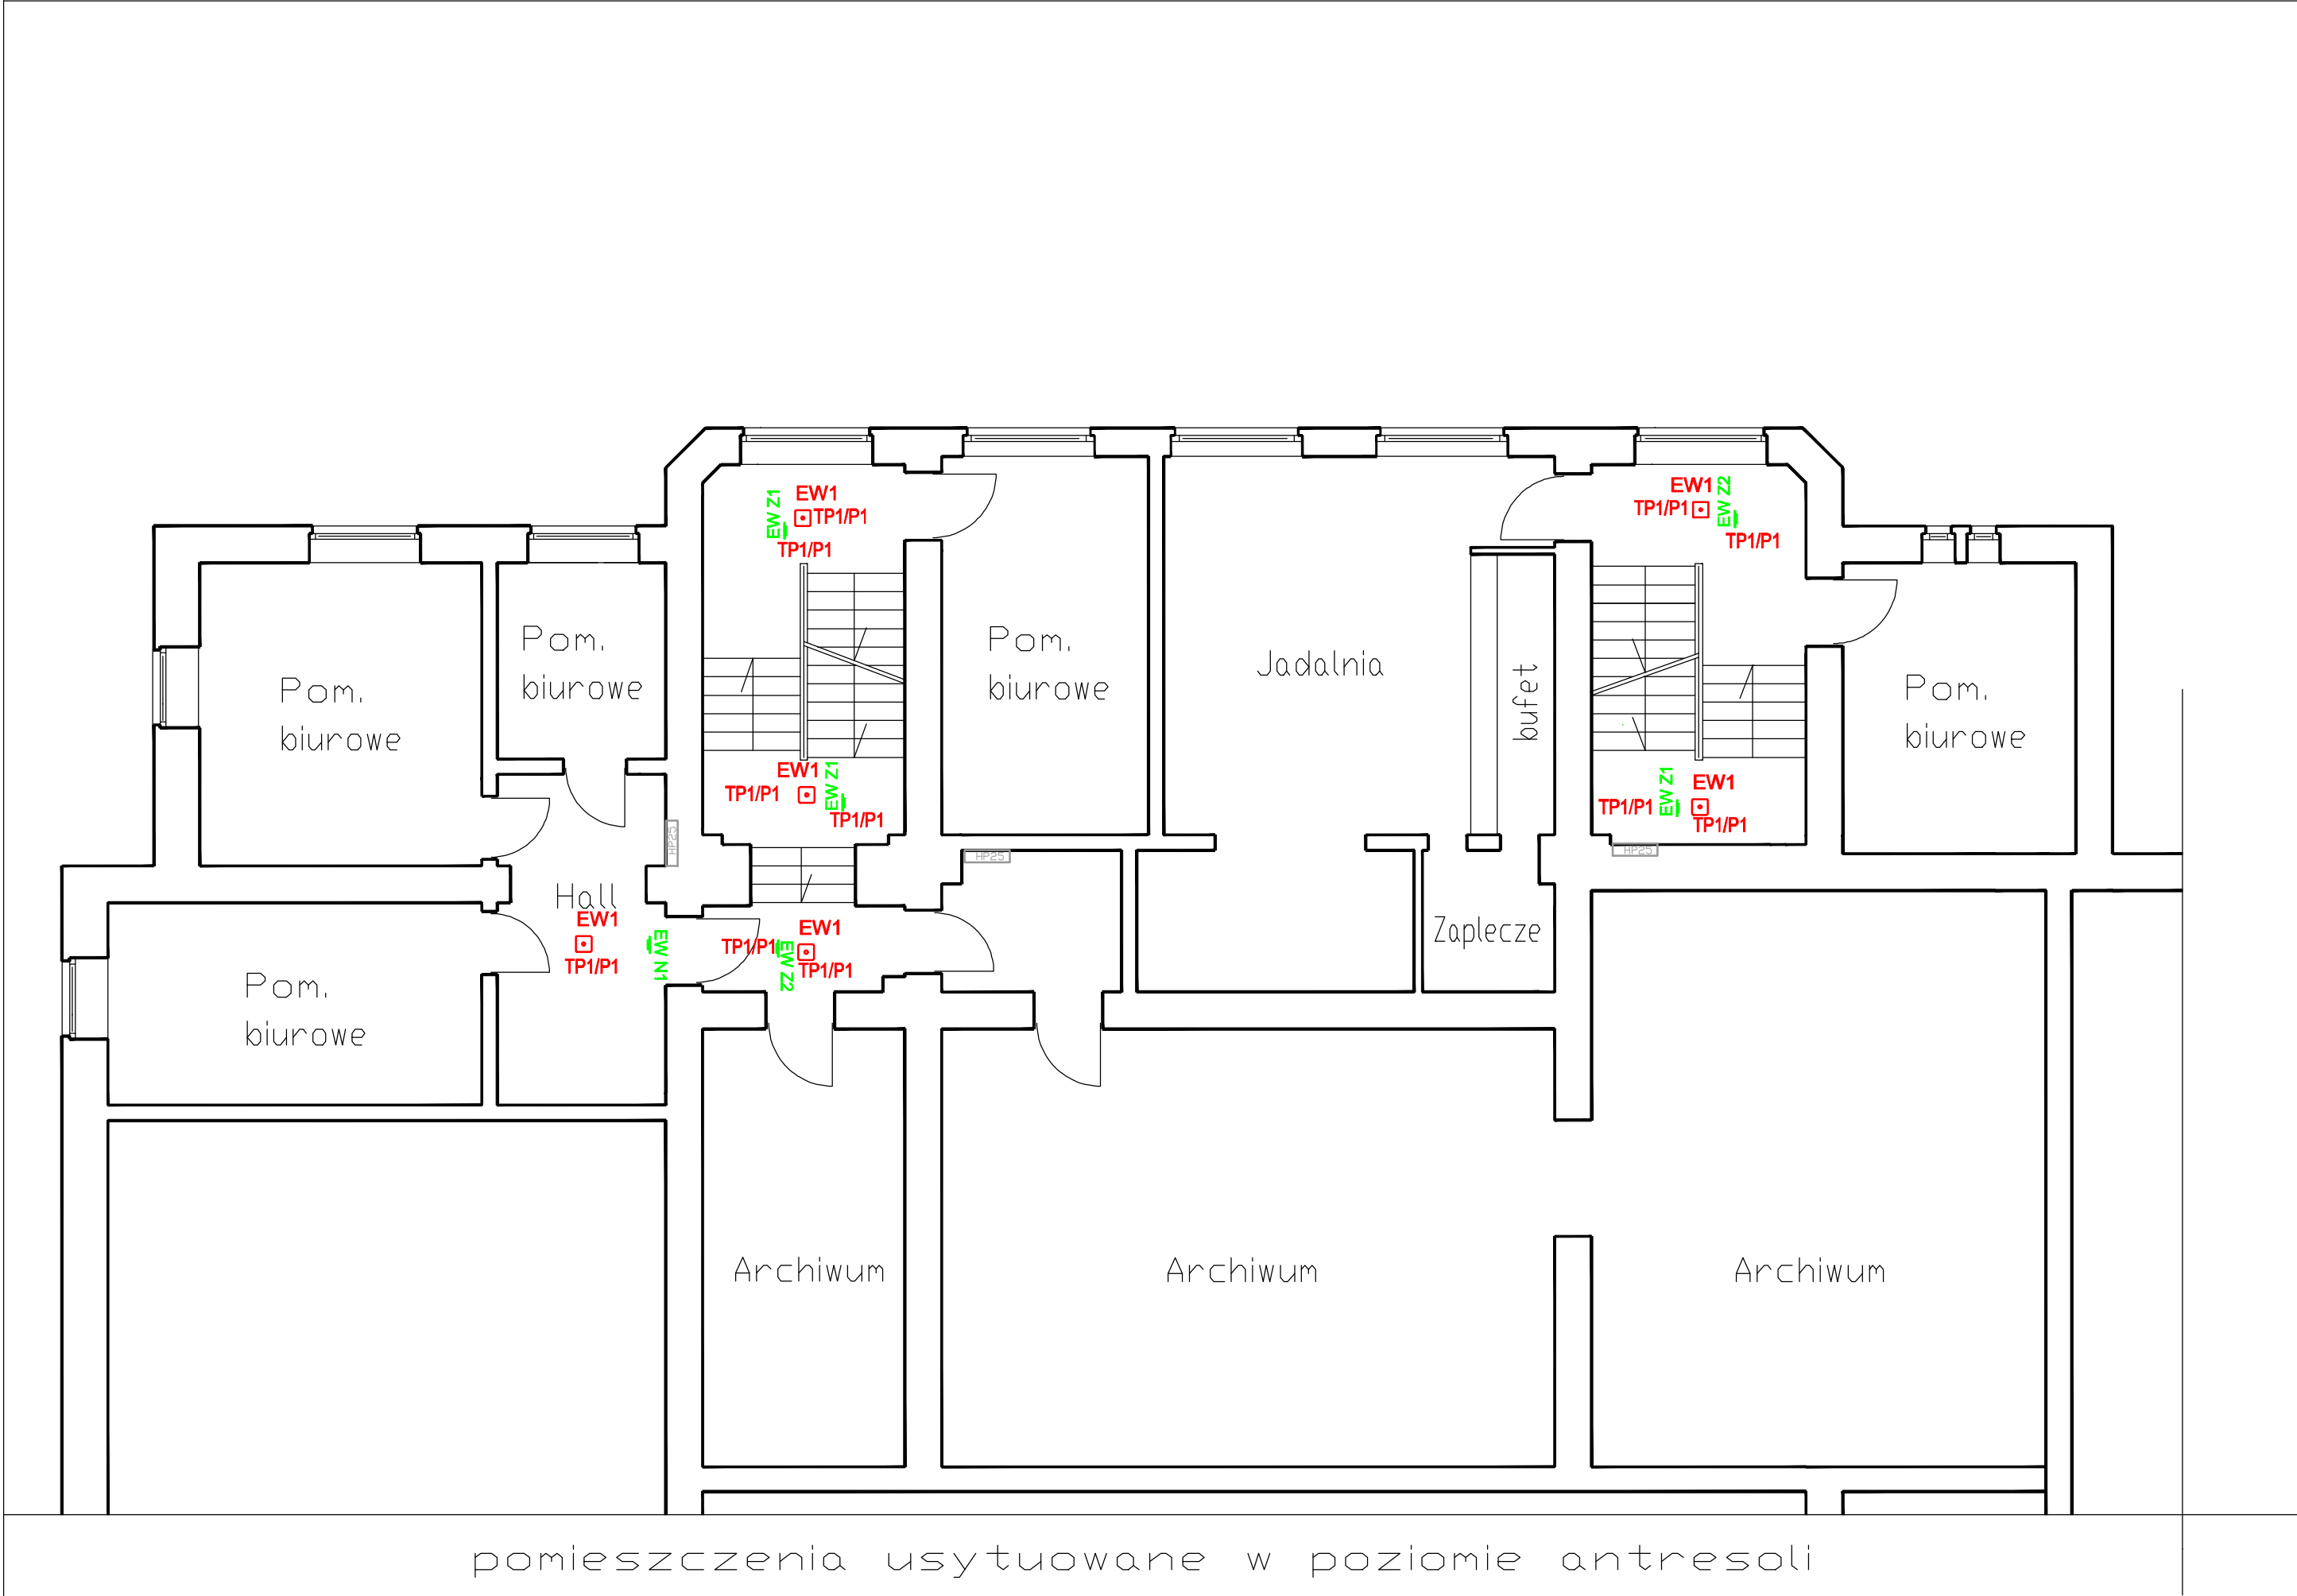 EW Z1
EW1
TP1/P1
TP1/P1
EW1
EW Z2
TP1/P1
TP1/P1
Pom.
biurowe
Pom.
biurowe
Pom.
biurowe
Jadalnia
bufet
Pom.
biurowe
EW1
EW Z1
TP1/P1
TP1/P1
EW Z1
EW1
TP1/P1
TP1/P1
HP25
HP25
HP25
Hall
EW1
TP1/P1
EW N1
EW1
TP1/P1
EW Z2
TP1/P1
Zaplecze
Pom.
biurowe
Archiwum
Archiwum
Archiwum
pomieszczenia usytuowane w poziomie antresoli